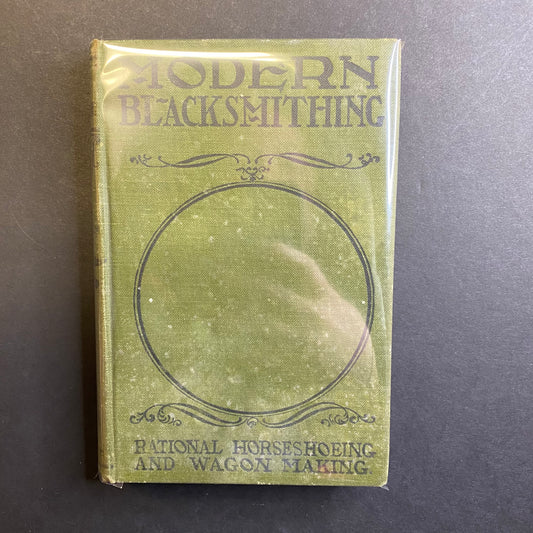 MODERN
BLACKSMITHING
RATIONAL HORSESHOEING
AND WAGON MAKING